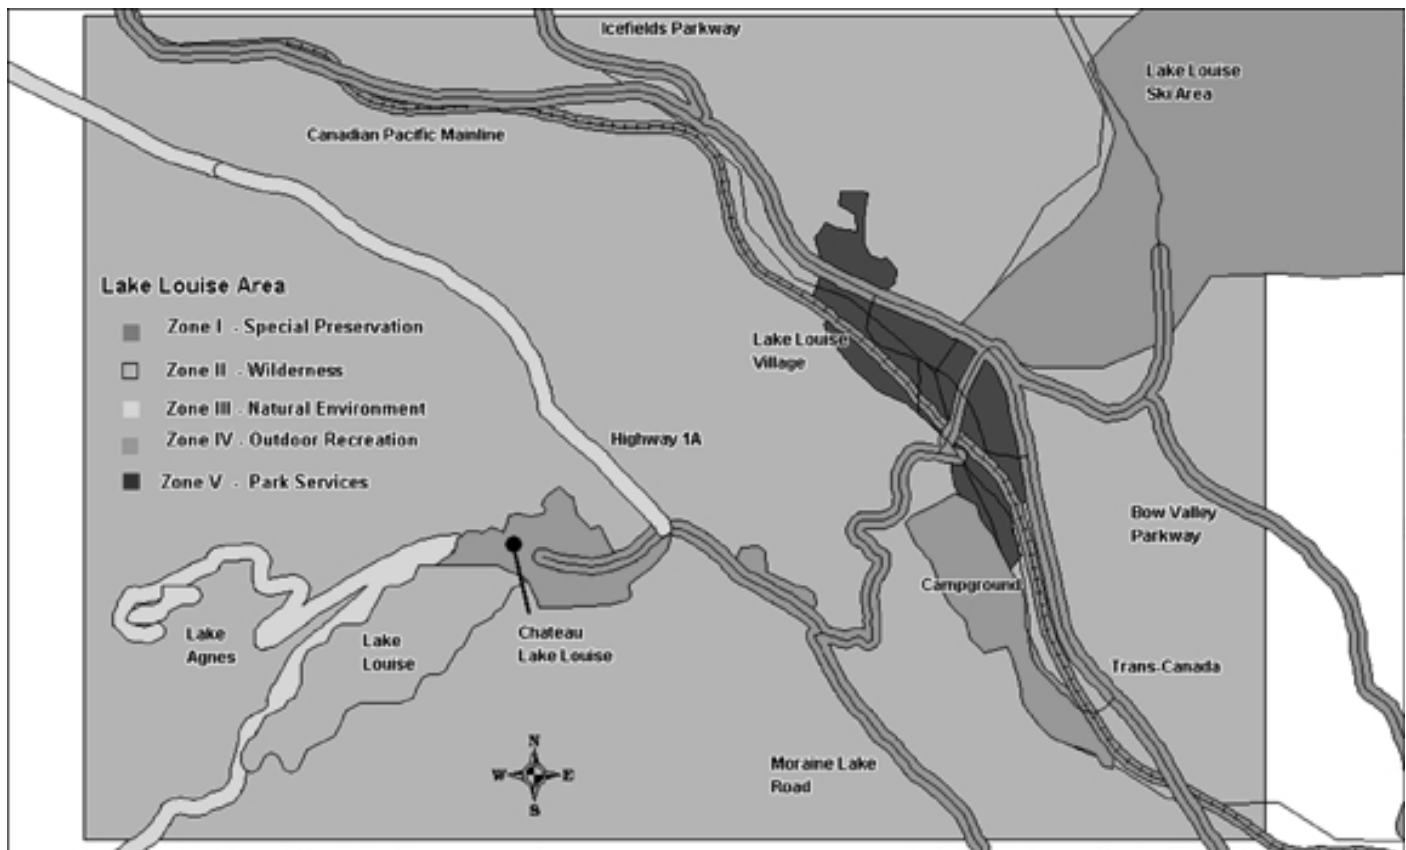 Icefields Parkway
Lake Louise
Ski Area
Canadian Pacific Mainline
Lake Louise Area
Zone I - Special Preservation
Zone II - Wilderness
Zone III - Natural Environment
Zone IV - Outdoor Recreation
Zone V - Park Services
Lake Louise
Village
Highway 1A
Bow Valley
Parkway
Campground
Lake
Agnes
Lake
Louise
Chateau
Lake Louise
Trans-Canada
Moraine Lake
Road
N
W
E
S